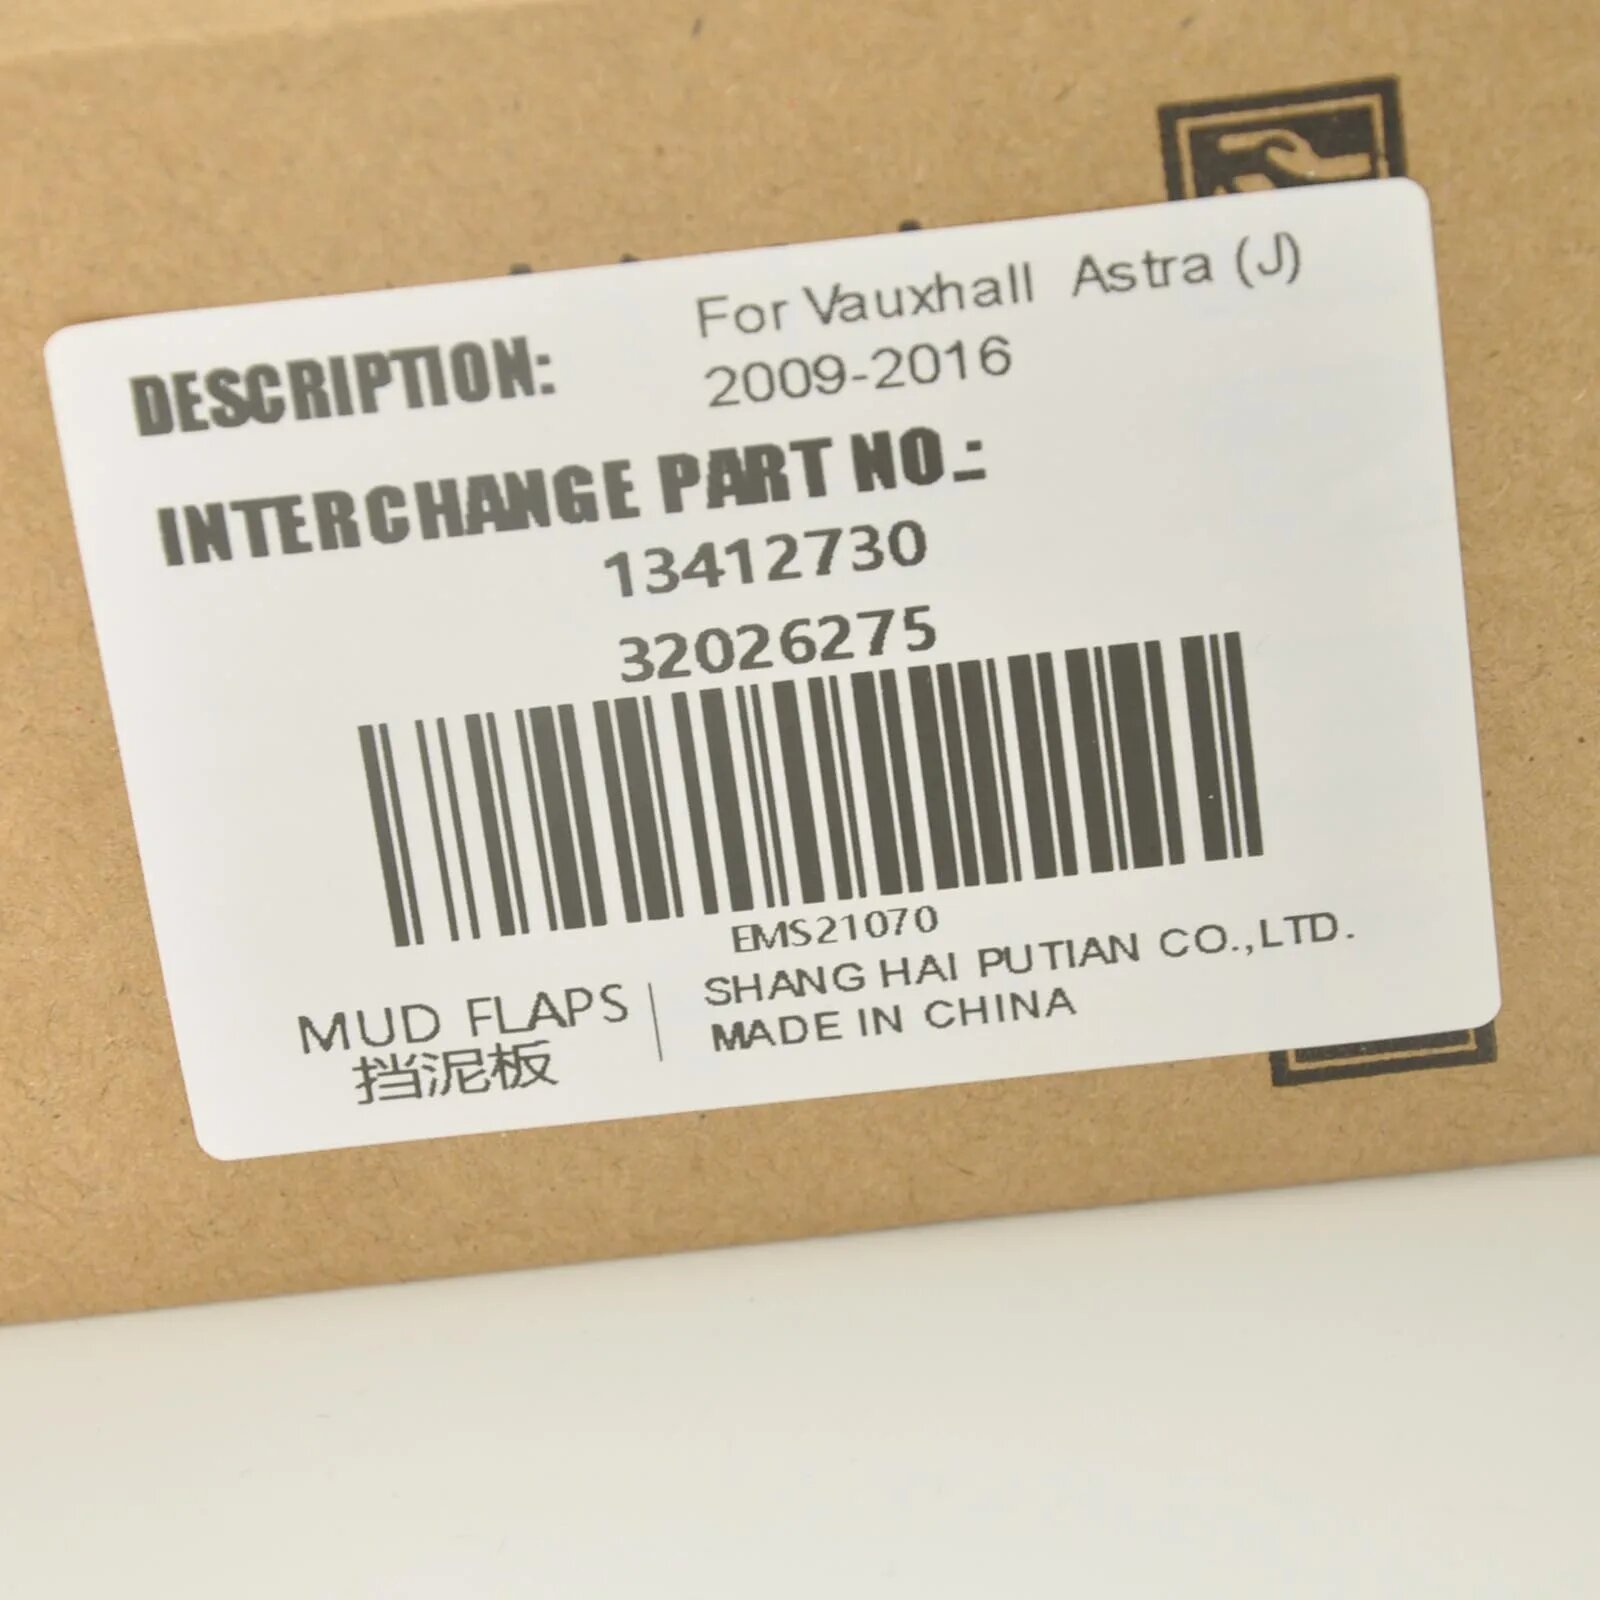 For Vauxhall Astra (J)
DESCRIPTION: 2009-2016
INTERCHANGE PART NO.:
13412730
32026275
EMS21070
MUD FLAPS
挡泥板
SHANG HAI PUTIAN CO.,LTD.
MADE IN CHINA